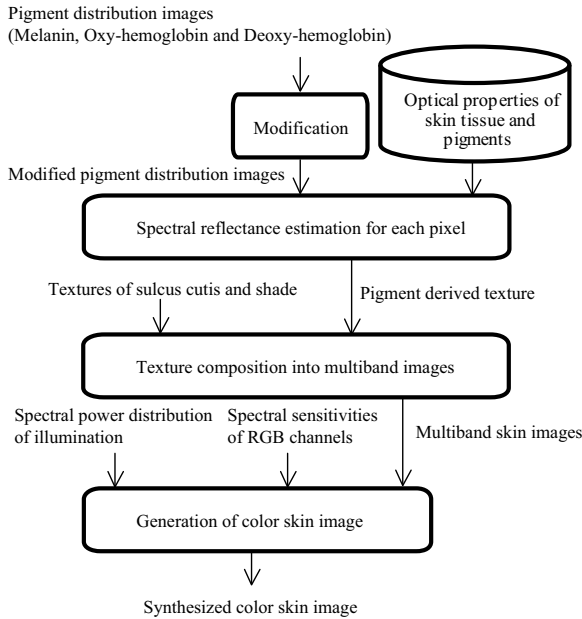 Pigment distribution images
(Melanin, Oxy-hemoglobin and Deoxy-hemoglobin)
Optical properties of
skin tissue and
pigments
Modification
Modified pigment distribution images
Spectral reflectance estimation for each pixel
Textures of sulcus cutis and shade
Pigment derived texture
Texture composition into multiband images
Spectral power distribution
of illumination
Spectral sensitivities
of RGB channels
Multiband skin images
Generation of color skin image
Synthesized color skin image